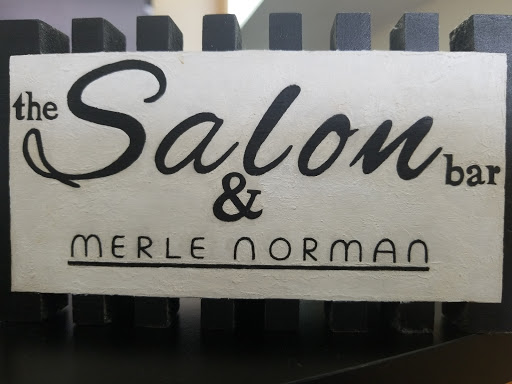 the Salon bar
&
MERLE NORMAN